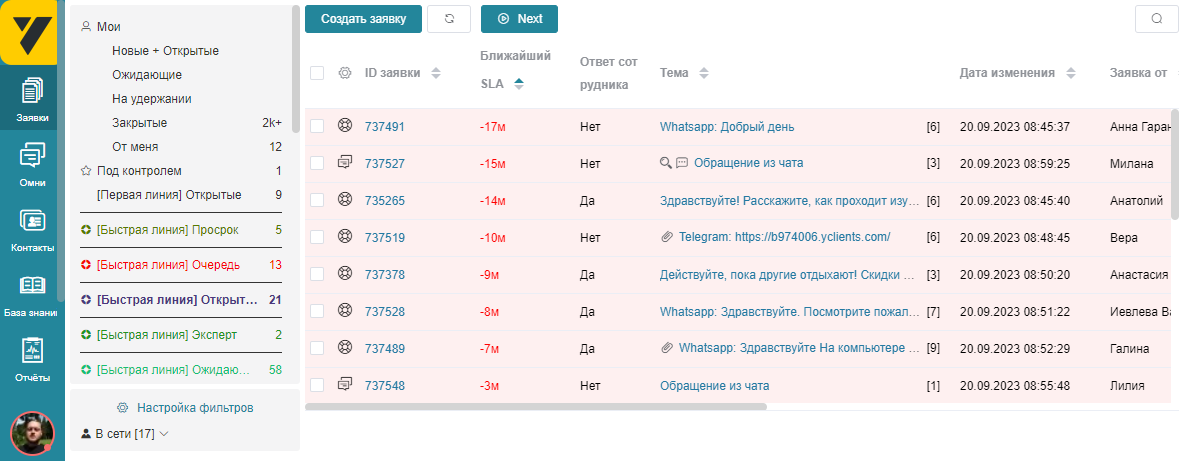 Заявки
Омни
Контакты
База знани
Отчёты
Мои
Новые + Открытые
Ожидающие
На удержании
Закрытые 2k+
От меня 12
Под контролем 1
[Первая линия] Открытые 9
[Быстрая линия] Просрок 5
[Быстрая линия] Очередь 13
[Быстрая линия] Открыт... 21
[Быстрая линия] Эксперт 2
[Быстрая линия] Ожидаю... 58
Настройка фильтров
В сети [17]
Создать заявку Next
ID заявки Ближайший SLA Ответ сотрудника Тема Дата изменения Заявка от
737491 -17м Нет Whatsapp: Добрый день [6] 20.09.2023 08:45:37 Анна Гаран
737527 -15м Нет Обращение из чата [3] 20.09.2023 08:59:25 Милана
735265 -14м Да Здравствуйте! Расскажите, как проходит изу... [6] 20.09.2023 08:45:40 Анатолий
737519 -10м Нет Telegram: https://b974006.yclients.com/ [6] 20.09.2023 08:48:45 Вера
737378 -9м Да Действуйте, пока другие отдыхают! Скидки ... [3] 20.09.2023 08:50:20 Анастасия
737528 -8м Да Whatsapp: Здравствуйте. Посмотрите пожал... [7] 20.09.2023 08:51:22 Иевлева Ва
737489 -7м Да Whatsapp: Здравствуйте На компьютере ... [9] 20.09.2023 08:52:29 Галина
737548 -3м Нет Обращение из чата [1] 20.09.2023 08:55:48 Лилия